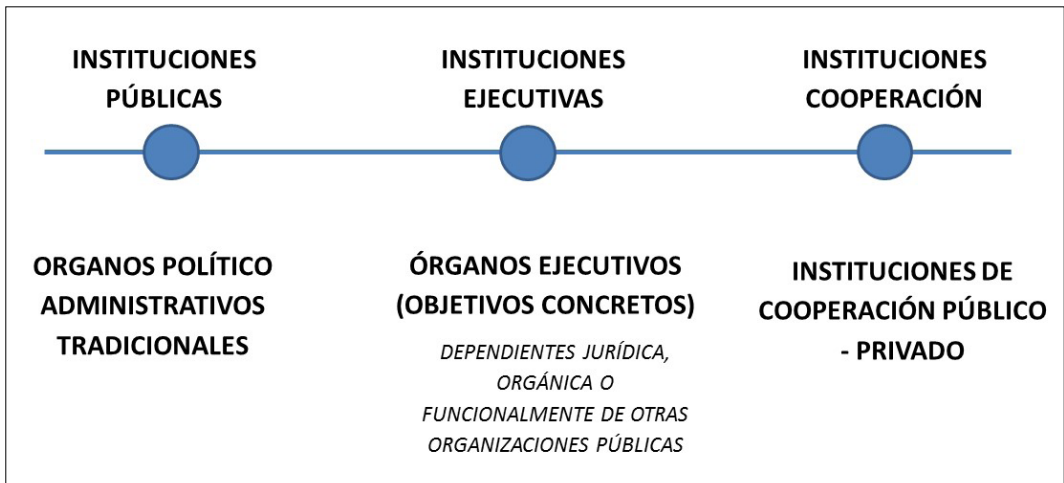 INSTITUCIONES
PÚBLICAS
INSTITUCIONES
EJECUTIVAS
INSTITUCIONES
COOPERACIÓN
ORGANOS POLÍTICO
ADMINISTRATIVOS
TRADICIONALES
ÓRGANOS EJECUTIVOS
(OBJETIVOS CONCRETOS)
DEPENDIENTES JURÍDICA,
ORGÁNICA O
FUNCIONALMENTE DE OTRAS
ORGANIZACIONES PÚBLICAS
INSTITUCIONES DE
COOPERACIÓN PÚBLICO
- PRIVADO